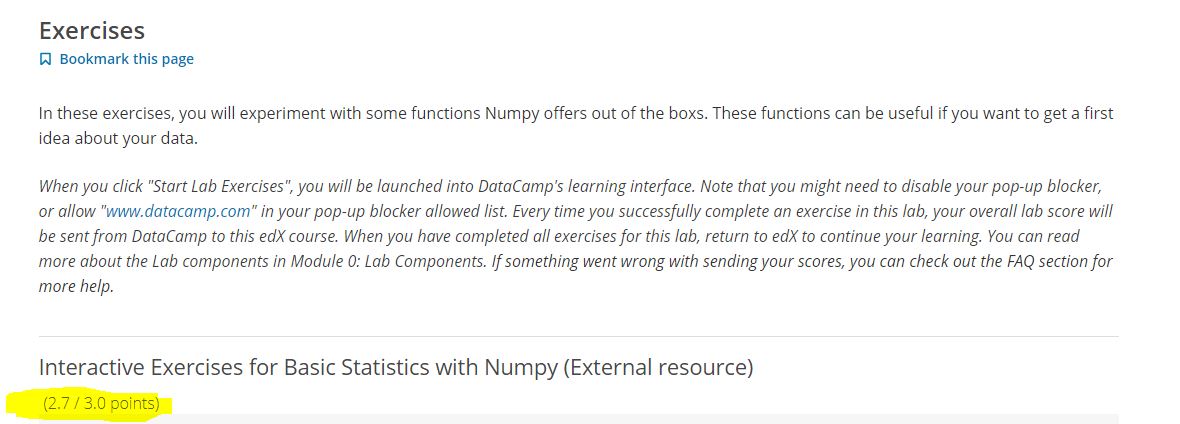 Exercises
Bookmark this page
In these exercises, you will experiment with some functions Numpy offers out of the boxs. These functions can be useful if you want to get a first
idea about your data.
When you click "Start Lab Exercises", you will be launched into DataCamp's learning interface. Note that you might need to disable your pop-up blocker,
or allow "www.datacamp.com" in your pop-up blocker allowed list. Every time you successfully complete an exercise in this lab, your overall lab score will
be sent from DataCamp to this edX course. When you have completed all exercises for this lab, return to edX to continue your learning. You can read
more about the Lab components in Module 0: Lab Components. If something went wrong with sending your scores, you can check out the FAQ section for
more help.
Interactive Exercises for Basic Statistics with Numpy (External resource)
(2.7 / 3.0 points)